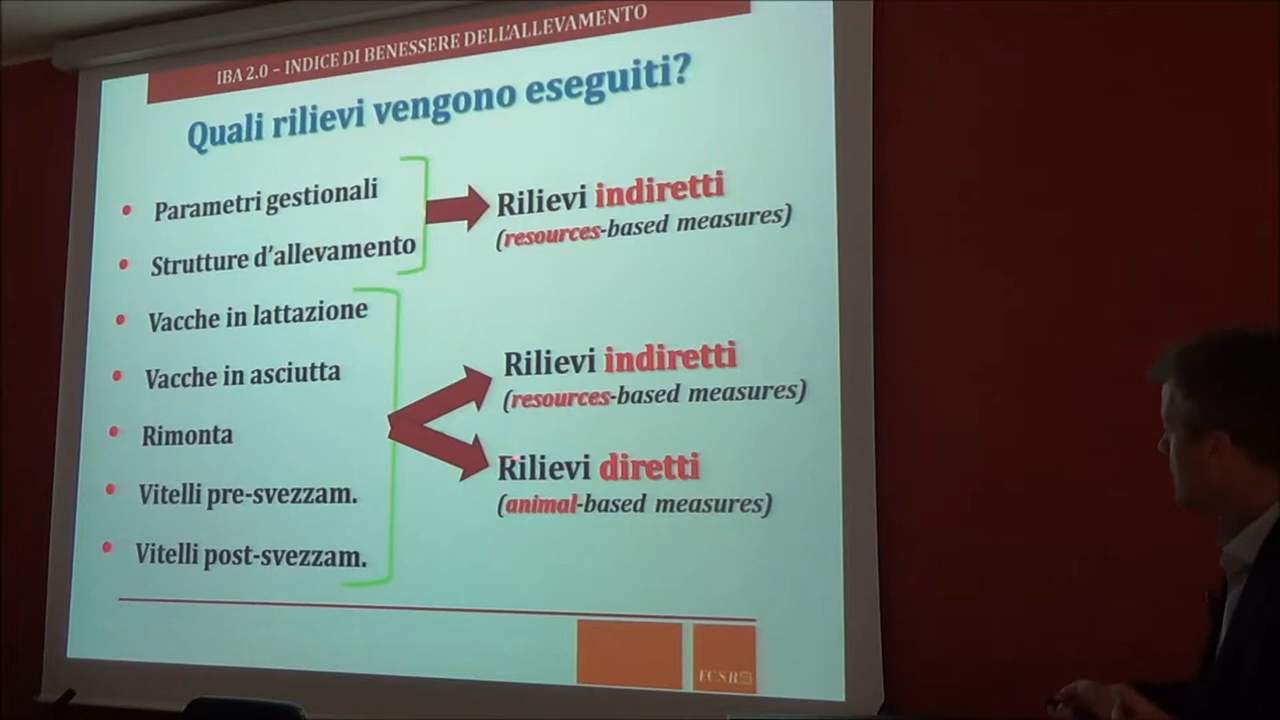 IBA 2.0 – INDICE DI BENESSERE DELL'ALLEVAMENTO
Quali rilievi vengono eseguiti?
• Parametri gestionali
• Strutture d'allevamento
Rilievi indiretti
(resources-based measures)
• Vacche in lattazione
• Vacche in asciutta
• Rimonta
• Vitelli pre-svezzam.
• Vitelli post-svezzam.
Rilievi indiretti
(resources-based measures)
Rilievi diretti
(animal-based measures)